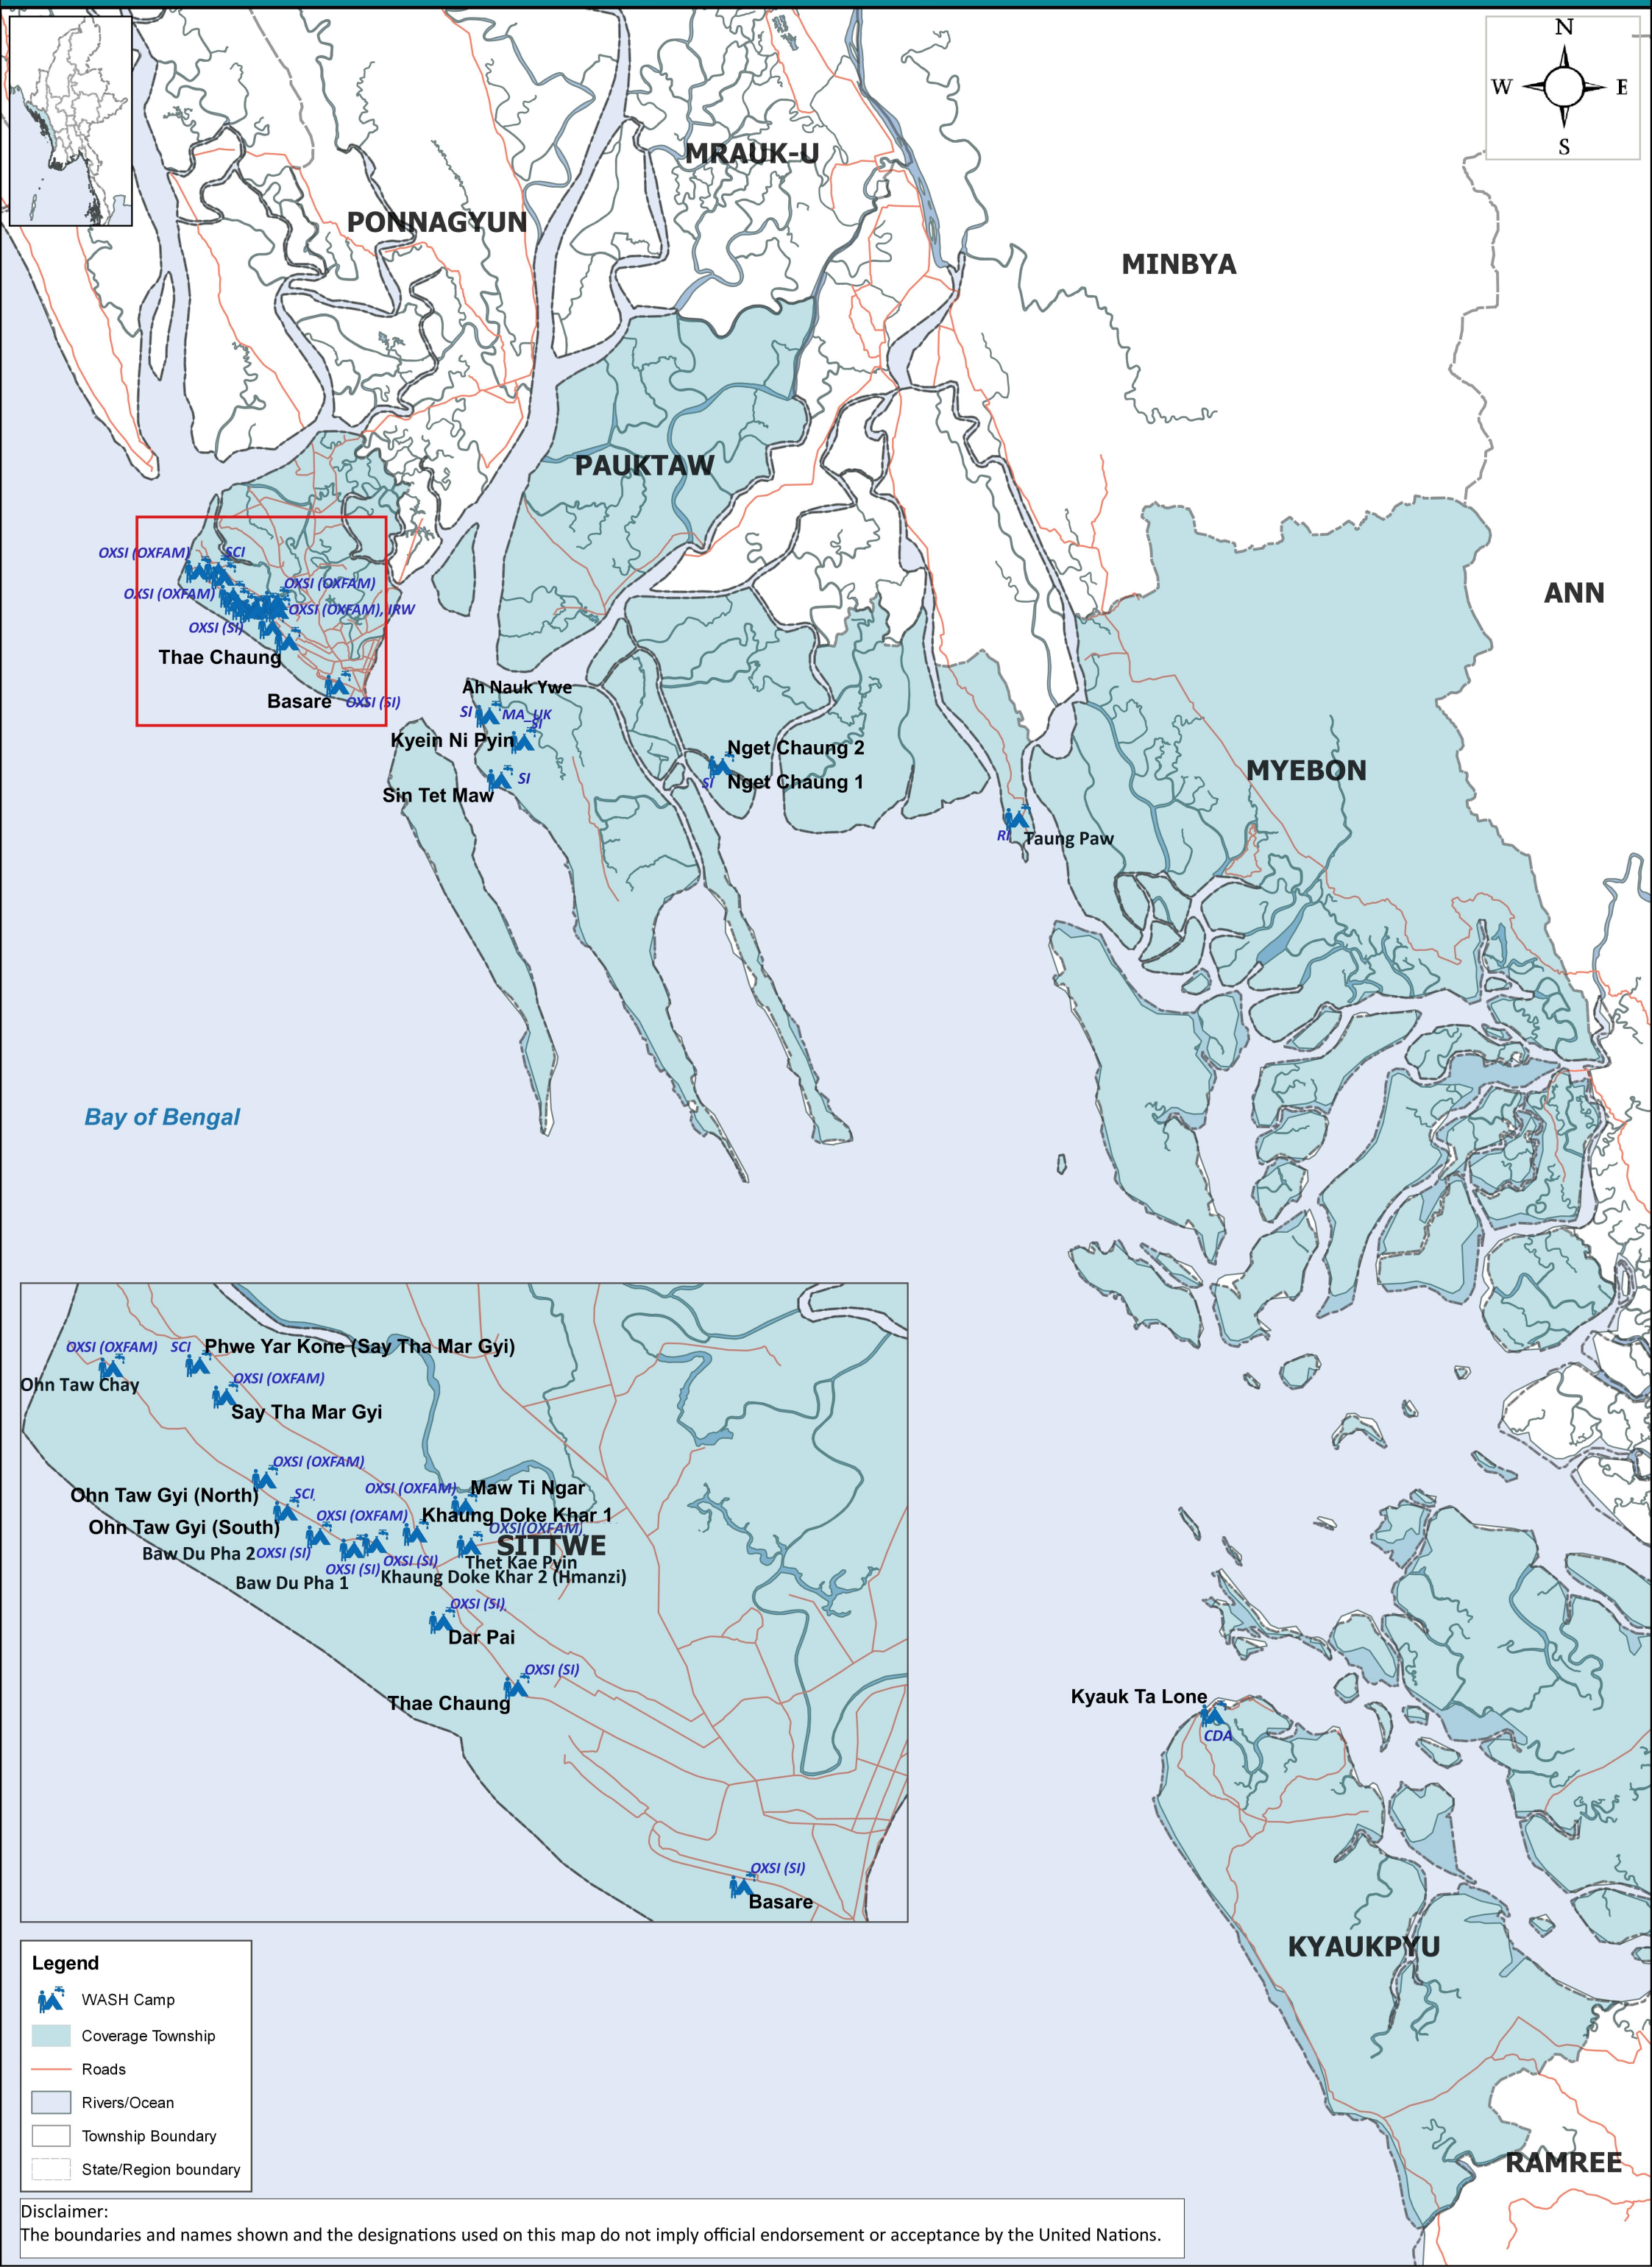 N
W E
S
MRAUK-U
PONNAGYUN
MINBYA
PAUKTAW
OXSI (OXFAM)
SCI
OXSI (OXFAM)
OXSI (OXFAM)
OXSI (OXFAM), IRW
OXSI (SI)
Thae Chaung
Basare
OXSI (SI)
ANN
Ah Nauk Ywe
SI
MA_UK
SI
Kyein Ni Pyin
SI
Sin Tet Maw
Nget Chaung 2
SI
Nget Chaung 1
MYEBON
RI
Taung Paw
Bay of Bengal
OXSI (OXFAM)
SCI
Phwe Yar Kone (Say Tha Mar Gyi)
Ohn Taw Chay
OXSI (OXFAM)
Say Tha Mar Gyi
OXSI (OXFAM)
Ohn Taw Gyi (North)
SCI
OXSI (OXFAM)
Maw Ti Ngar
Ohn Taw Gyi (South)
OXSI (OXFAM)
Khaung Doke Khar 1
OXSI(OXFAM)
SITTWE
Baw Du Pha 2
OXSI (SI)
OXSI (SI)
OXSI (SI)
Thet Kae Pyin
Baw Du Pha 1
Khaung Doke Khar 2 (Hmanzi)
OXSI (SI)
Dar Pai
OXSI (SI)
Thae Chaung
OXSI (SI)
Basare
Kyauk Ta Lone
CDA
KYAUKPYU
RAMREE
Legend
WASH Camp
Coverage Township
Roads
Rivers/Ocean
Township Boundary
State/Region boundary
Disclaimer:
The boundaries and names shown and the designations used on this map do not imply official endorsement or acceptance by the United Nations.